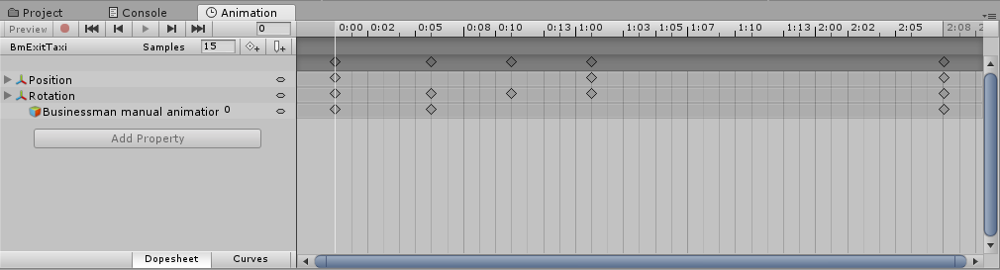 Project Console Animation
Preview 0 0:00 0:02 0:05 0:08 0:10 0:13 1:00 1:03 1:05 1:07 1:10 1:13 2:00 2:02 2:05 2:08
BmExitTaxi Samples 15
Position
Rotation
Businessman manual animatior 0
Add Property
Dopesheet Curves